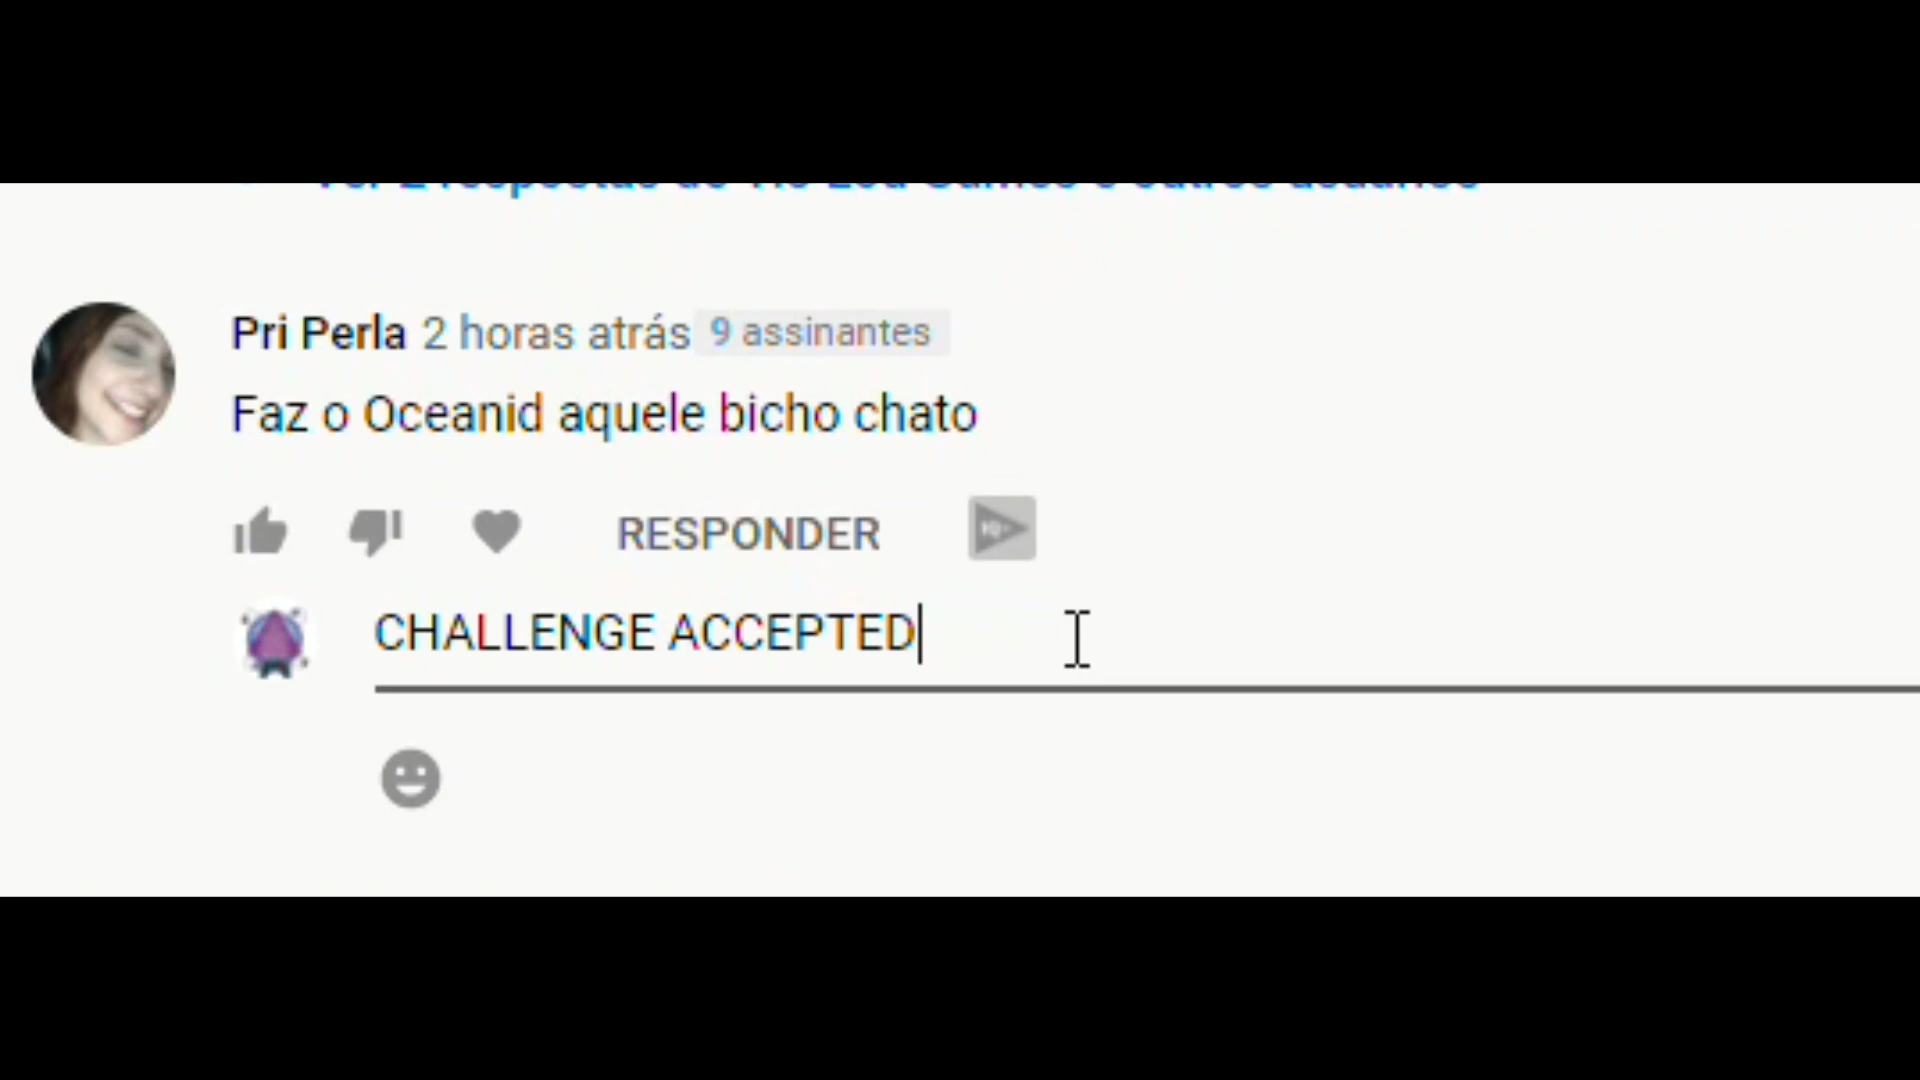 Pri Perla 2 horas atrás 9 assinantes
Faz o Oceanid aquele bicho chato
RESPONDER
CHALLENGE ACCEPTED